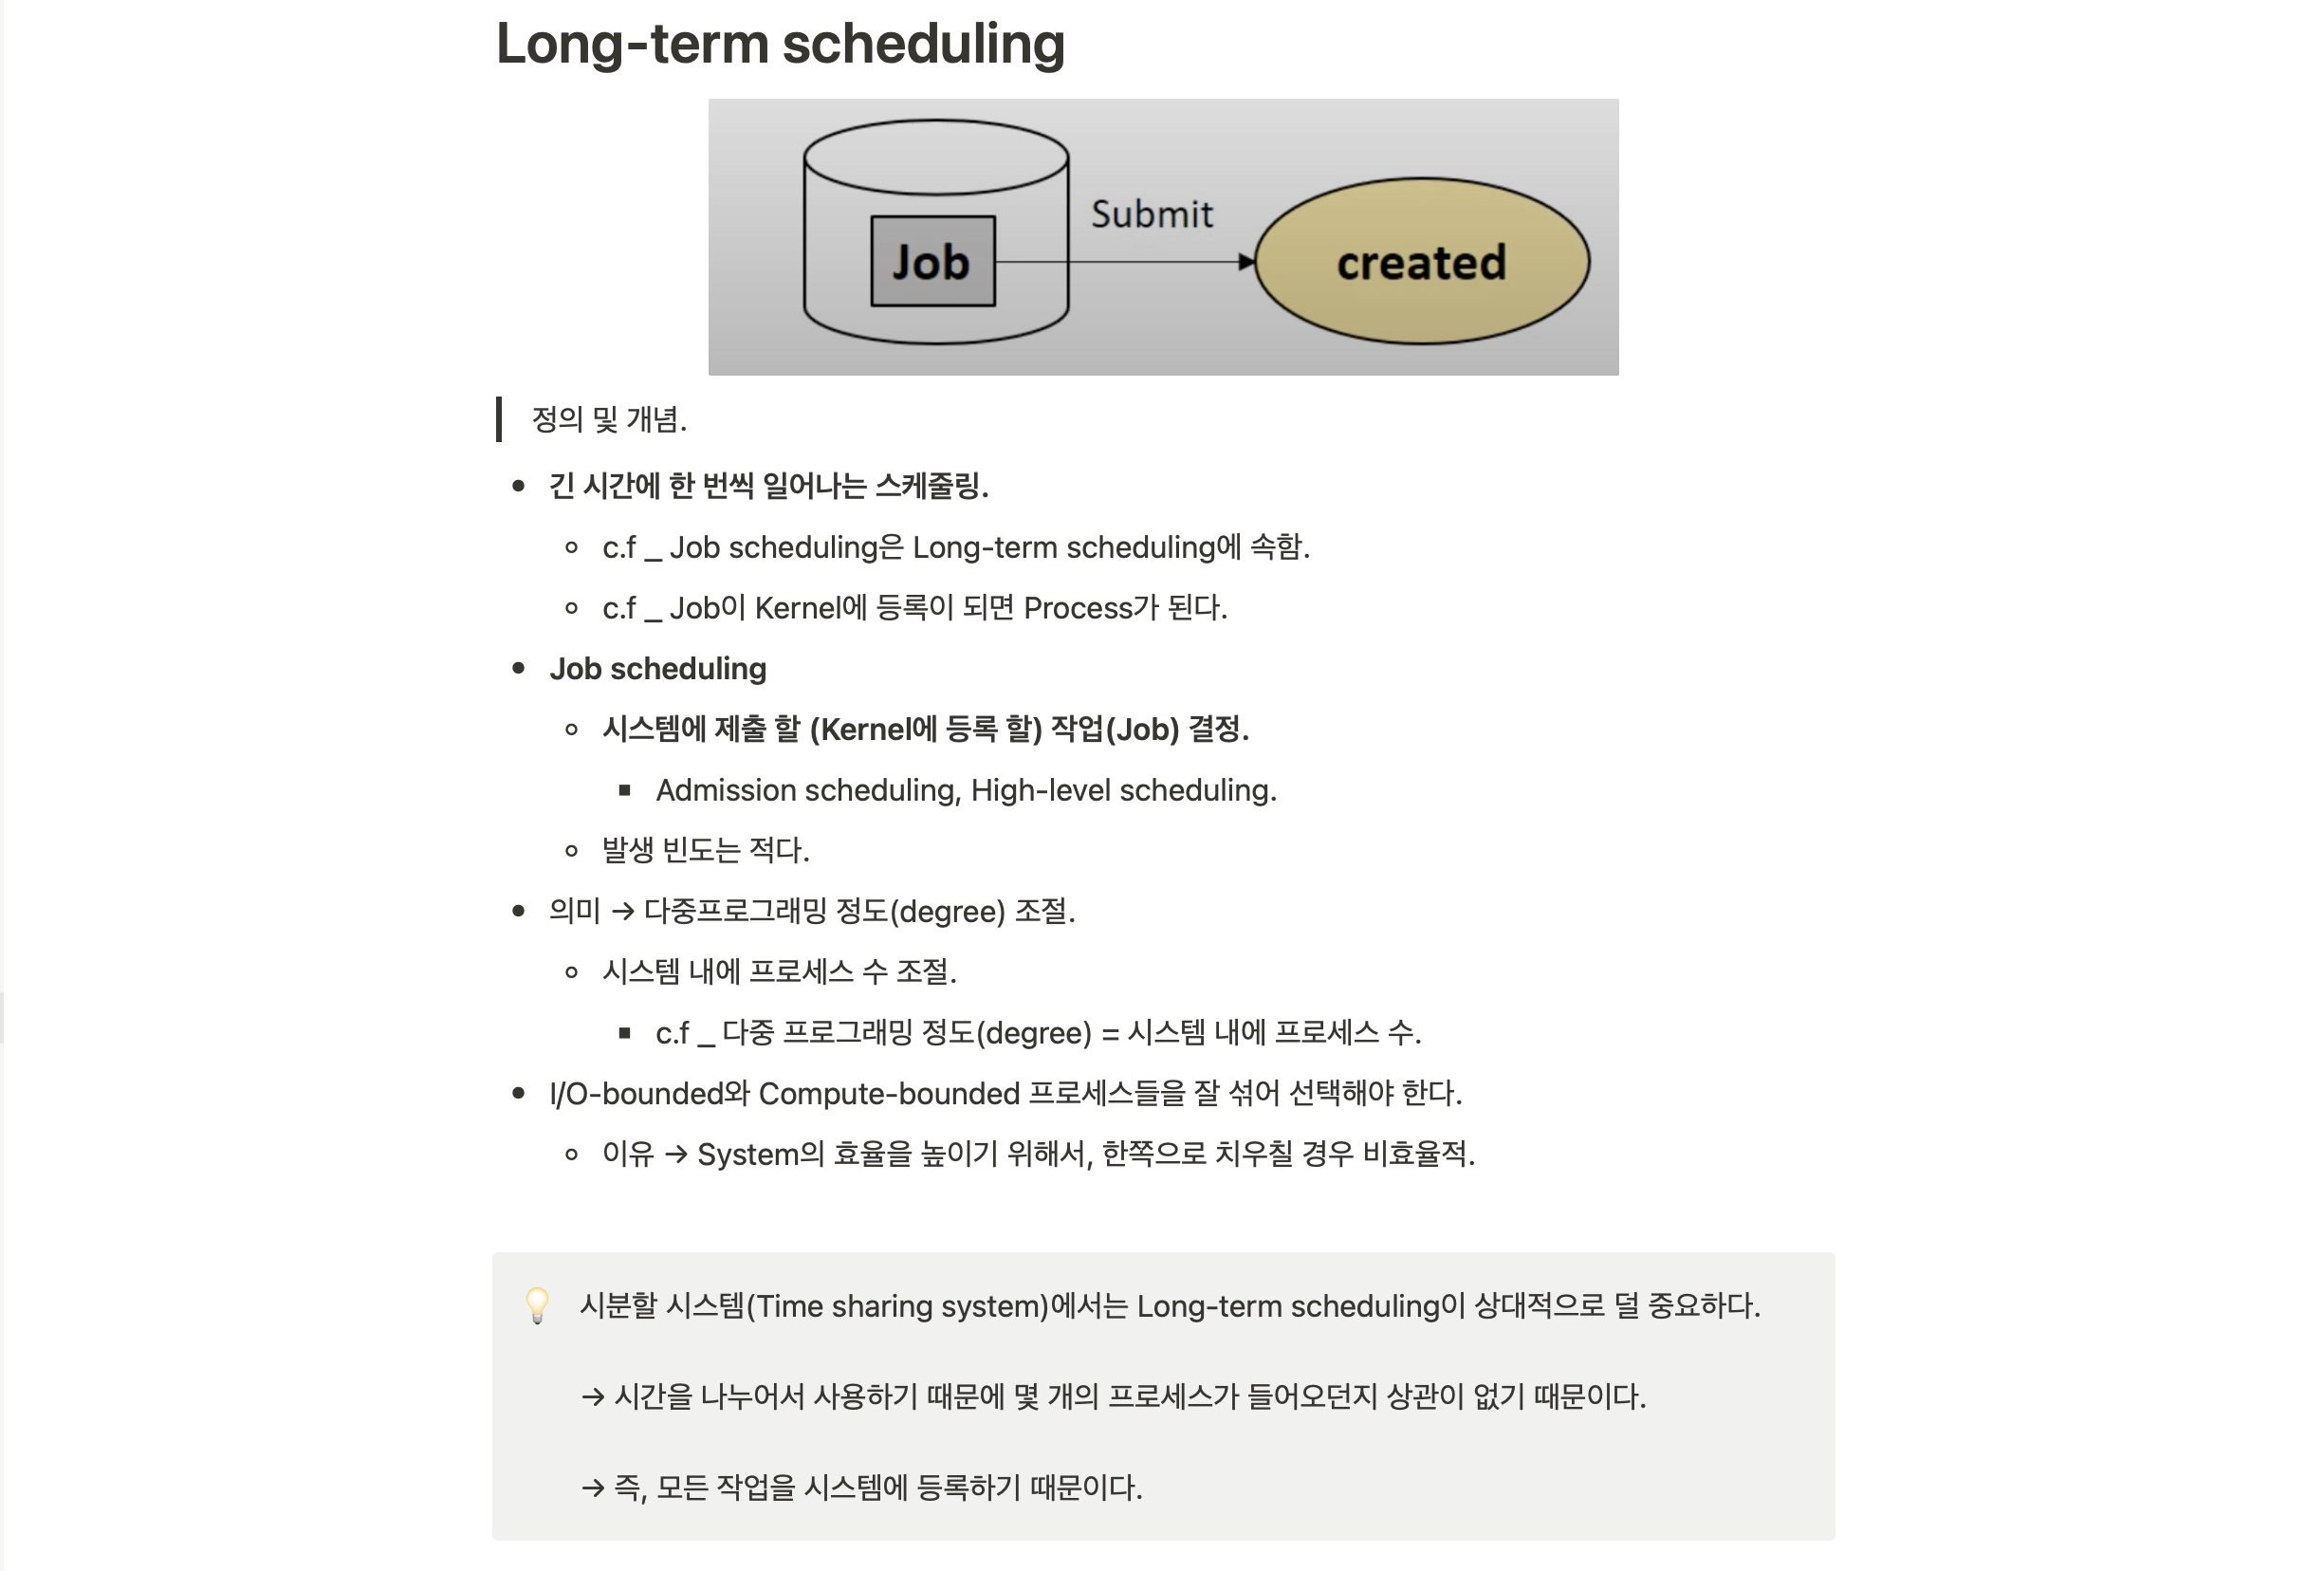 Long-term scheduling
Submit
Job
created
정의 및 개념.
긴 시간에 한 번씩 일어나는 스케줄링.
c.f _ Job scheduling은 Long-term scheduling에 속함.
c.f _ Job이 Kernel에 등록이 되면 Process가 된다.
Job scheduling
시스템에 제출 할 (Kernel에 등록 할) 작업(Job) 결정.
Admission scheduling, High-level scheduling.
발생 빈도는 적다.
의미 → 다중프로그래밍 정도(degree) 조절.
시스템 내에 프로세스 수 조절.
c.f _ 다중 프로그래밍 정도(degree) = 시스템 내에 프로세스 수.
I/O-bounded와 Compute-bounded 프로세스들을 잘 섞어 선택해야 한다.
이유 → System의 효율을 높이기 위해서, 한쪽으로 치우칠 경우 비효율적.
시분할 시스템(Time sharing system)에서는 Long-term scheduling이 상대적으로 덜 중요하다.
→ 시간을 나누어서 사용하기 때문에 몇 개의 프로세스가 들어오던지 상관이 없기 때문이다.
→ 즉, 모든 작업을 시스템에 등록하기 때문이다.